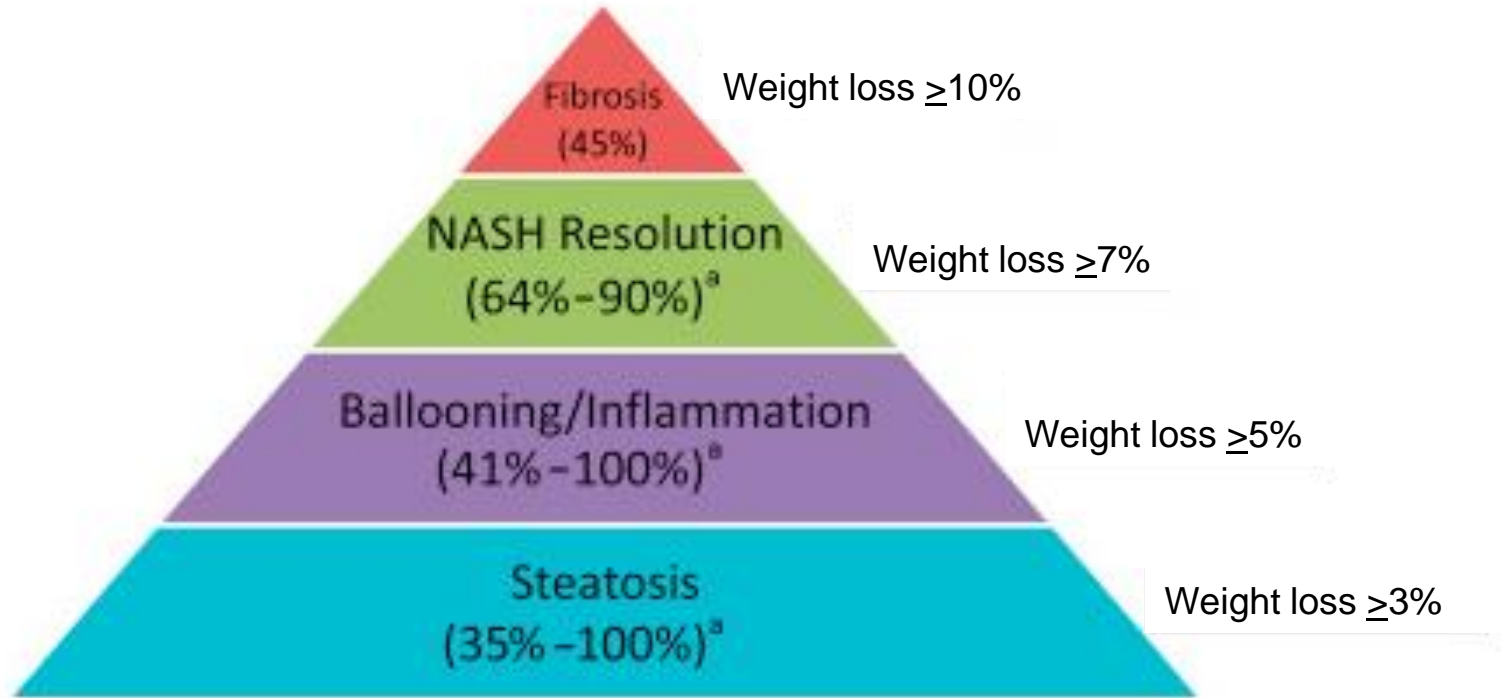 Fibrosis
(45%)
Weight loss ≥10%
NASH Resolution
(64%–90%)ᵃ
Weight loss ≥7%
Ballooning/Inflammation
(41%–100%)ᵃ
Weight loss ≥5%
Steatosis
(35%–100%)ᵃ
Weight loss ≥3%